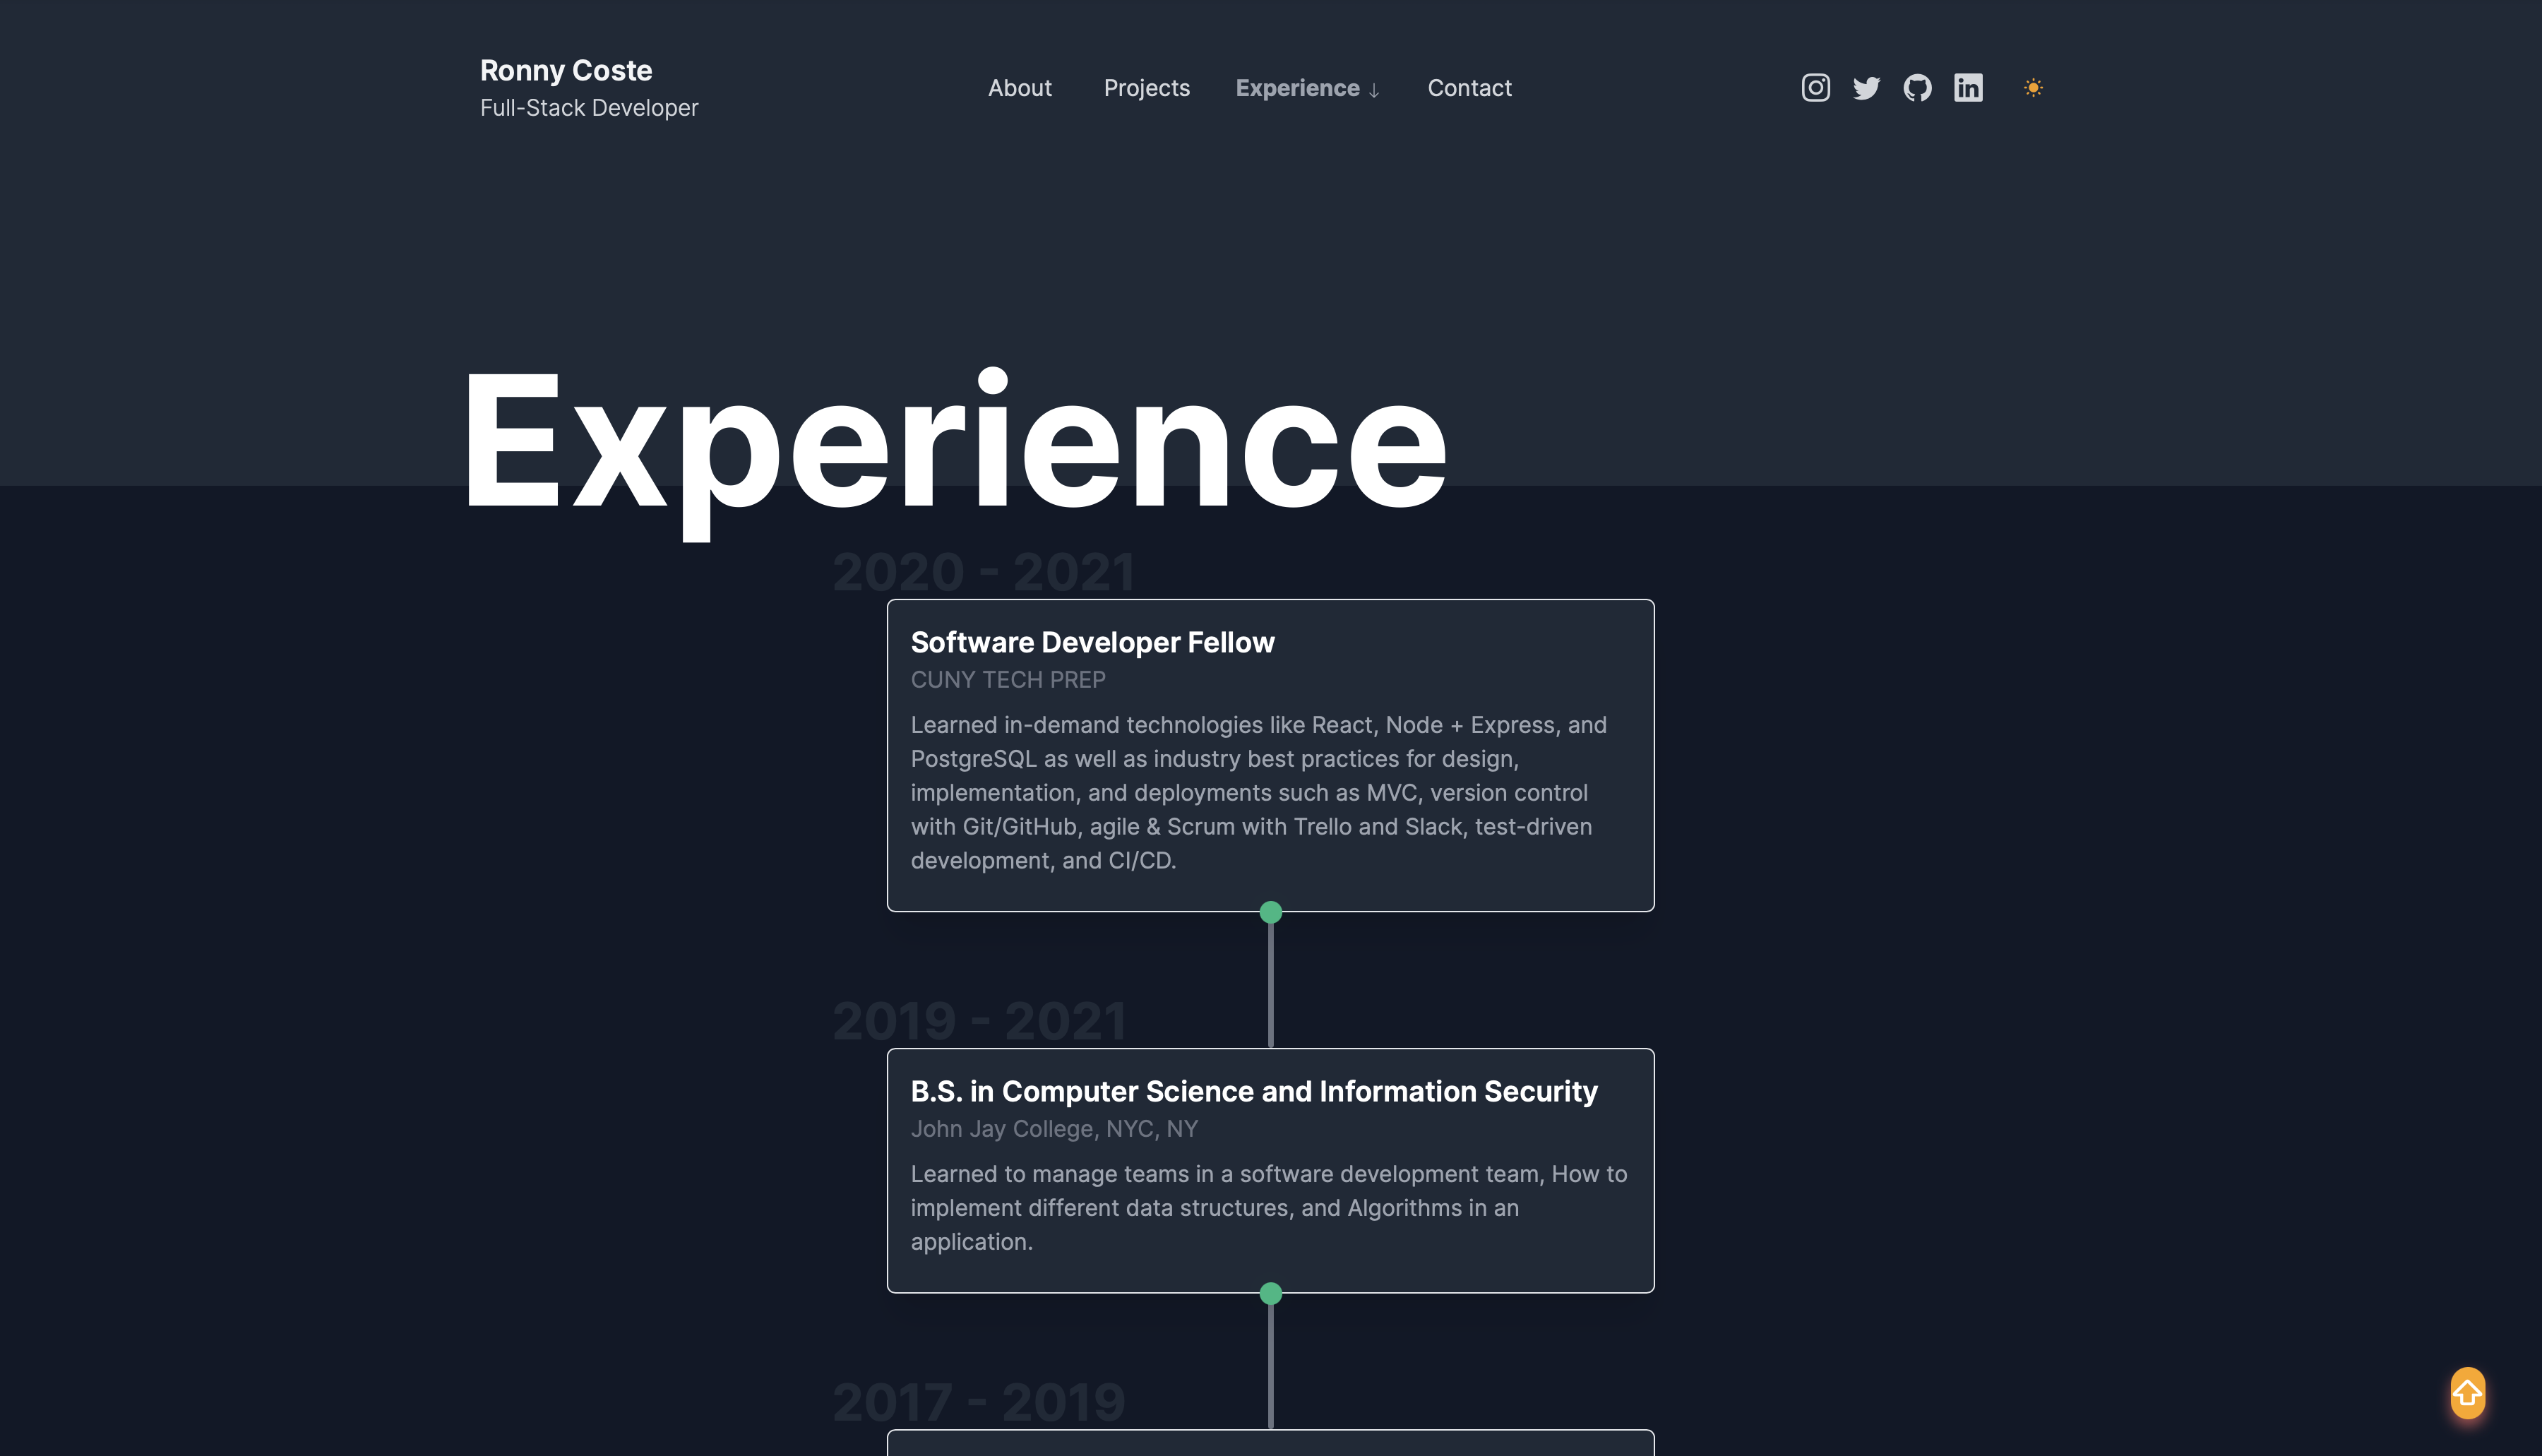 Ronny Coste
Full-Stack Developer
About
Projects
Experience ↓
Contact
Experience
2020 - 2021
Software Developer Fellow
CUNY TECH PREP
Learned in-demand technologies like React, Node + Express, and
PostgreSQL as well as industry best practices for design,
implementation, and deployments such as MVC, version control
with Git/GitHub, agile & Scrum with Trello and Slack, test-driven
development, and CI/CD.
2019 - 2021
B.S. in Computer Science and Information Security
John Jay College, NYC, NY
Learned to manage teams in a software development team, How to
implement different data structures, and Algorithms in an
application.
2017 - 2019